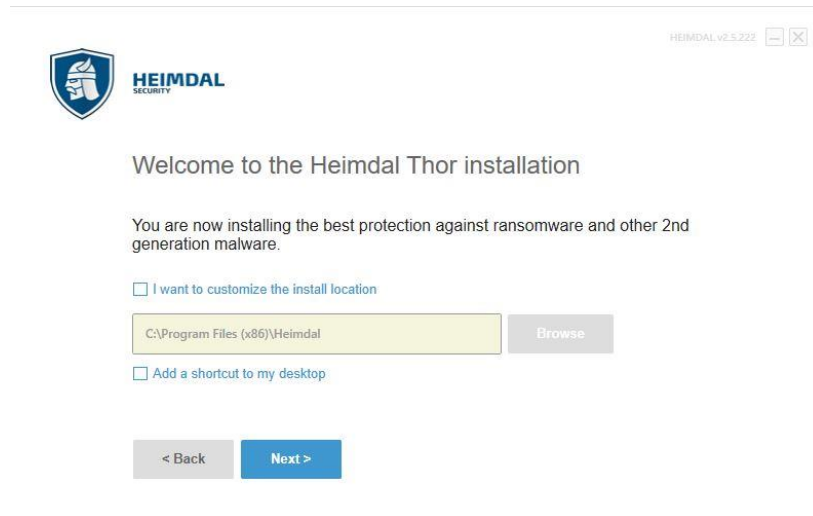 HEIMDAL v2.5.222
HEIMDAL
SECURITY
Welcome to the Heimdal Thor installation
You are now installing the best protection against ransomware and other 2nd
generation malware.
I want to customize the install location
C:\Program Files (x86)\Heimdal
Browse
Add a shortcut to my desktop
< Back
Next >